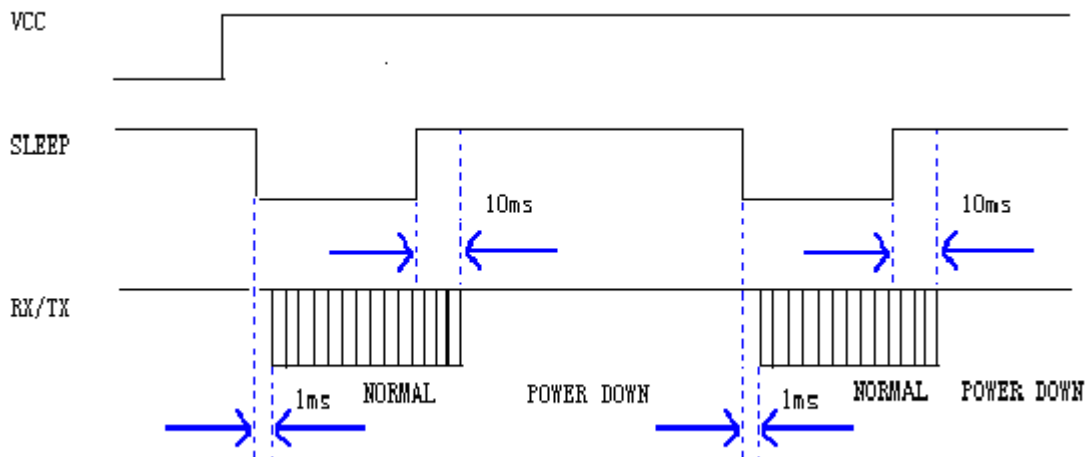 VCC
SLEEP
10ms 10ms
RX/TX
1ms NORMAL POWER DOWN 1ms NORMAL POWER DOWN